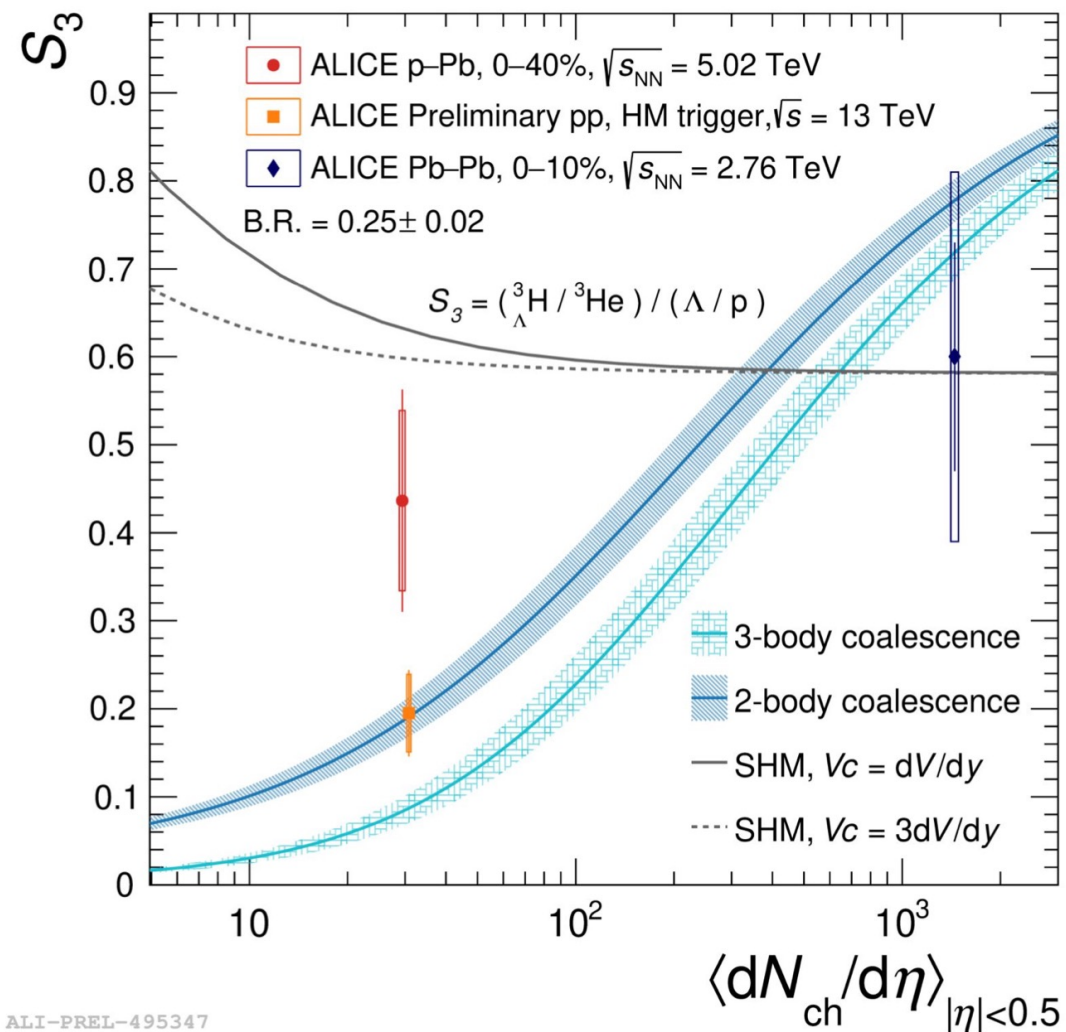 S₃
ALICE p–Pb, 0–40%, √sNN = 5.02 TeV
ALICE Preliminary pp, HM trigger,√s = 13 TeV
ALICE Pb–Pb, 0–10%, √sNN = 2.76 TeV
B.R. = 0.25± 0.02
S₃ = ( ³ΛH / ³He ) / ( Λ / p )
0.9
0.8
0.7
0.6
0.5
0.4
0.3
0.2
0.1
0
3-body coalescence
2-body coalescence
SHM, Vc = dV/dy
SHM, Vc = 3dV/dy
10
10²
10³
⟨dNch/dη⟩|η|<0.5
ALI-PREL-495347